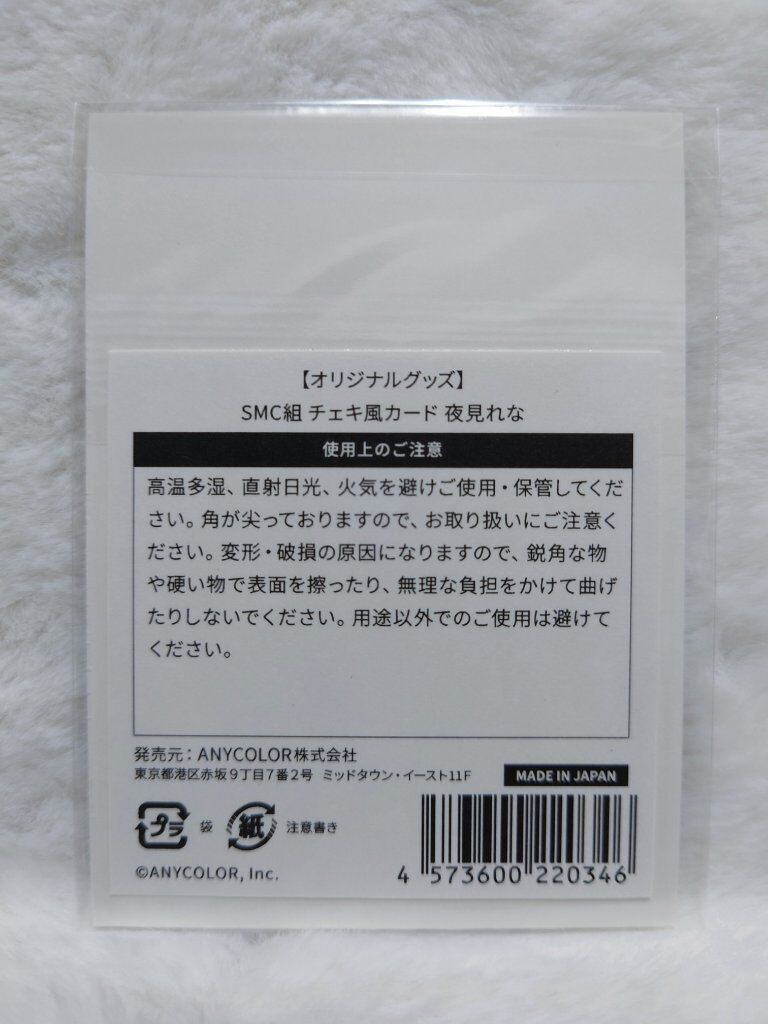 【オリジナルグッズ】
SMC組 チェキ風カード 夜見れな
使用上のご注意
高温多湿、直射日光、火気を避けご使用・保管してくだ
さい。角が尖っておりますので、お取り扱いにご注意く
ださい。変形・破損の原因になりますので、鋭角な物
や硬い物で表面を擦ったり、無理な負担をかけて曲げ
たりしないでください。用途以外でのご使用は避けて
ください。
発売元：ANYCOLOR株式会社
東京都港区赤坂9丁目7番2号 ミッドタウン・イースト11F
MADE IN JAPAN
プラ 袋 紙 注意書き
©ANYCOLOR, Inc.
4 573600 220346